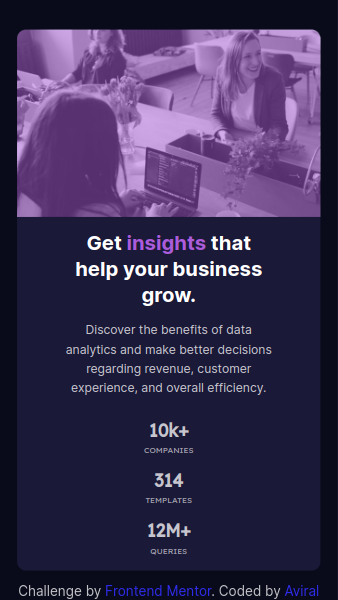 Get insights that
help your business
grow.
Discover the benefits of data
analytics and make better decisions
regarding revenue, customer
experience, and overall efficiency.
10k+
COMPANIES
314
TEMPLATES
12M+
QUERIES
Challenge by Frontend Mentor. Coded by Aviral